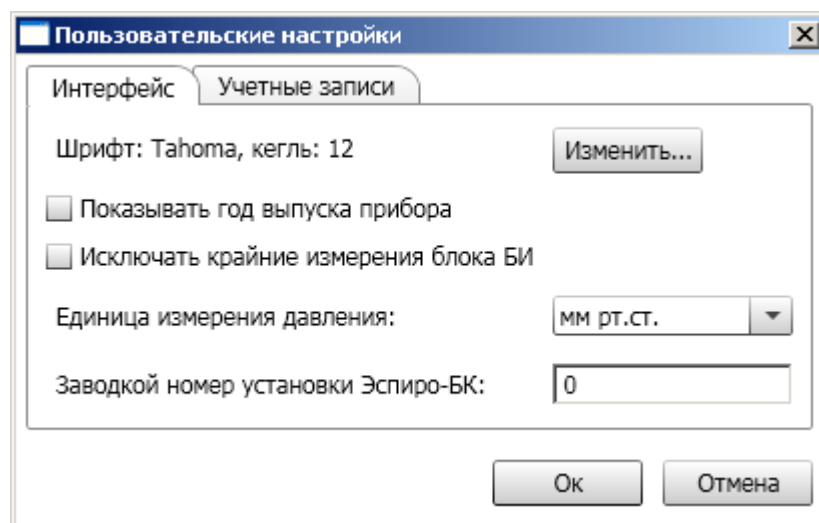 Пользовательские настройки
Интерфейс Учетные записи
Шрифт: Tahoma, кегль: 12 Изменить...
Показывать год выпуска прибора
Исключать крайние измерения блока БИ
Единица измерения давления: мм рт.ст.
Заводкой номер установки Эспиро-БК: 0
Ок Отмена